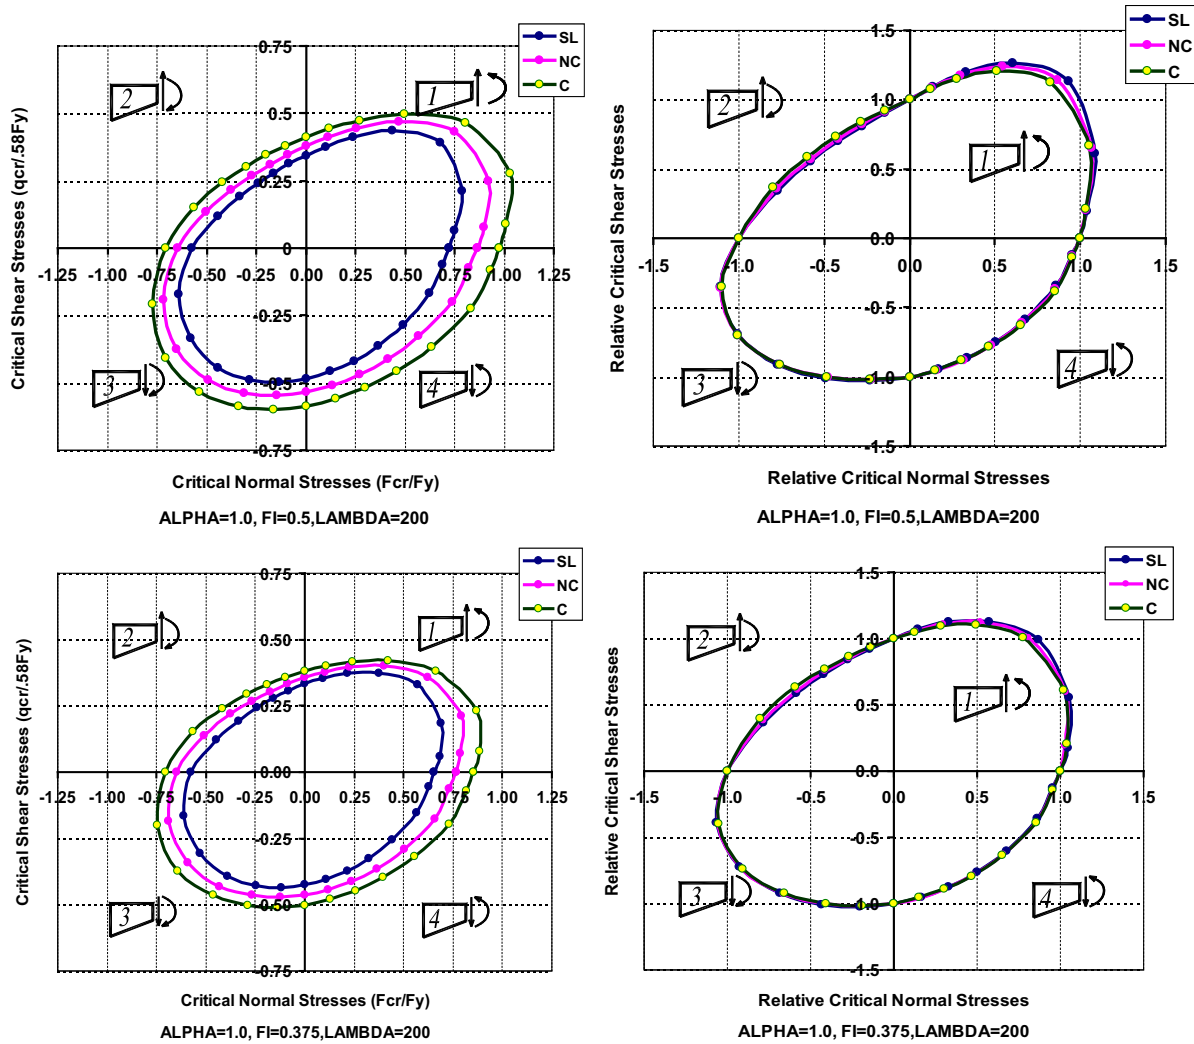 SL
NC
C
0.75
0.5
0.25
0
-0.25
-0.5
-0.75
-1.25 -1.00 -0.75 -0.50 -0.25 0.00 0.25 0.50 0.75 1.00 1.25
Critical Shear Stresses (qcr/.58Fy)
2
1
3
4
Critical Normal Stresses (Fcr/Fy)
ALPHA=1.0, FI=0.5,LAMBDA=200
SL
NC
C
1.5
1.0
0.5
0.0
-0.5
-1.0
-1.5
-1.5 -1.0 -0.5 0.0 0.5 1.0 1.5
Relative Critical Shear Stresses
2
1
3
4
Relative Critical Normal Stresses
ALPHA=1.0, FI=0.5,LAMBDA=200
SL
NC
C
0.75
0.50
0.25
0.00
-0.25
-0.50
-0.75
-1.25 -1.00 -0.75 -0.50 -0.25 0.00 0.25 0.50 0.75 1.00 1.25
Critical Shear Stresses (qcr/.58Fy)
2
1
3
4
Critical Normal Stresses (Fcr/Fy)
ALPHA=1.0, FI=0.375,LAMBDA=200
SL
NC
C
1.5
1.0
0.5
0.0
-0.5
-1.0
-1.5
-1.5 -1.0 -0.5 0.0 0.5 1.0 1.5
Relative Critical Shear Stresses
2
1
3
4
Relative Critical Normal Stresses
ALPHA=1.0, FI=0.375,LAMBDA=200